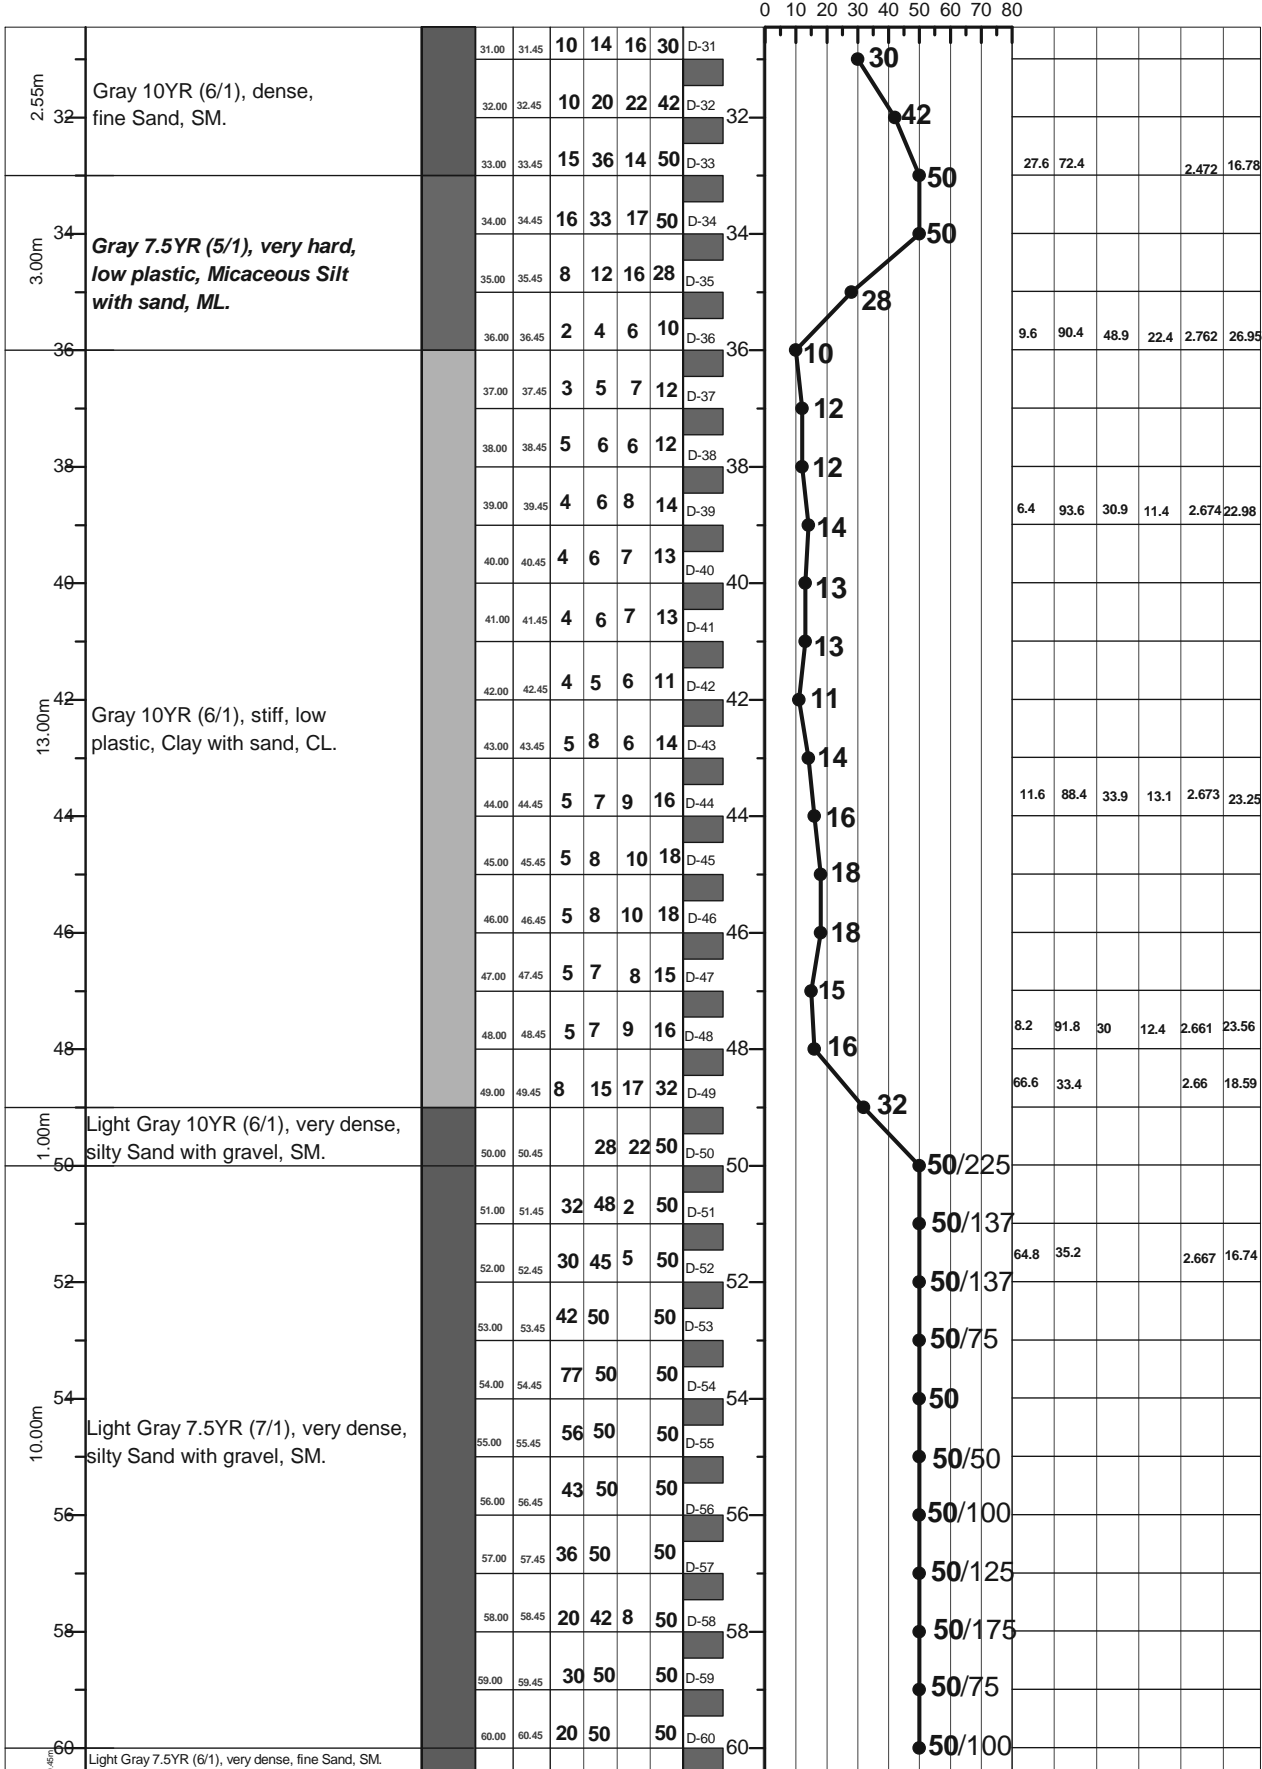 0 10 20 30 40 50 60 70 80
31.00 31.45 10 14 16 30 D-31
30
2.55m
Gray 10YR (6/1), dense,
fine Sand, SM.
32
32.00 32.45 10 20 22 42 D-32
32
42
33.00 33.45 15 36 14 50 D-33
50
27.6 72.4 2.472 16.78
34
34.00 34.45 16 33 17 50 D-34
34
50
3.00m
Gray 7.5YR (5/1), very hard,
low plastic, Micaceous Silt
with sand, ML.
35.00 35.45 8 12 16 28 D-35
28
36.00 36.45 2 4 6 10 D-36
9.6 90.4 48.9 22.4 2.762 26.95
36
36
10
37.00 37.45 3 5 7 12 D-37
12
38.00 38.45 5 6 6 12 D-38
38
38
12
39.00 39.45 4 6 8 14 D-39
14
6.4 93.6 30.9 11.4 2.674 22.98
40.00 40.45 4 6 7 13 D-40
40
40
13
41.00 41.45 4 6 7 13 D-41
13
42.00 42.45 4 5 6 11 D-42
42
42
11
13.00m
Gray 10YR (6/1), stiff, low
plastic, Clay with sand, CL.
43.00 43.45 5 8 6 14 D-43
14
44.00 44.45 5 7 9 16 D-44
11.6 88.4 33.9 13.1 2.673 23.25
44
44
16
45.00 45.45 5 8 10 18 D-45
18
46.00 46.45 5 8 10 18 D-46
46
46
18
47.00 47.45 5 7 8 15 D-47
15
48.00 48.45 5 7 9 16 D-48
8.2 91.8 30 12.4 2.661 23.56
48
48
16
49.00 49.45 8 15 17 32 D-49
66.6 33.4 2.66 18.59
32
1.00m
Light Gray 10YR (6/1), very dense,
silty Sand with gravel, SM.
50.00 50.45 28 22 50 D-50
50
50
50/225
51.00 51.45 32 48 2 50 D-51
50/137
52.00 52.45 30 45 5 50 D-52
64.8 35.2 2.667 16.74
52
52
50/137
53.00 53.45 42 50 50 D-53
50/75
54.00 54.45 77 50 50 D-54
54
54
50
10.00m
Light Gray 7.5YR (7/1), very dense,
silty Sand with gravel, SM.
55.00 55.45 56 50 50 D-55
50/50
56.00 56.45 43 50 50 D-56
56
56
50/100
57.00 57.45 36 50 50 D-57
50/125
58.00 58.45 20 42 8 50 D-58
58
58
50/175
59.00 59.45 30 50 50 D-59
50/75
60.00 60.45 20 50 50 D-60
60
60
50/100
Light Gray 7.5YR (6/1), very dense, fine Sand, SM.